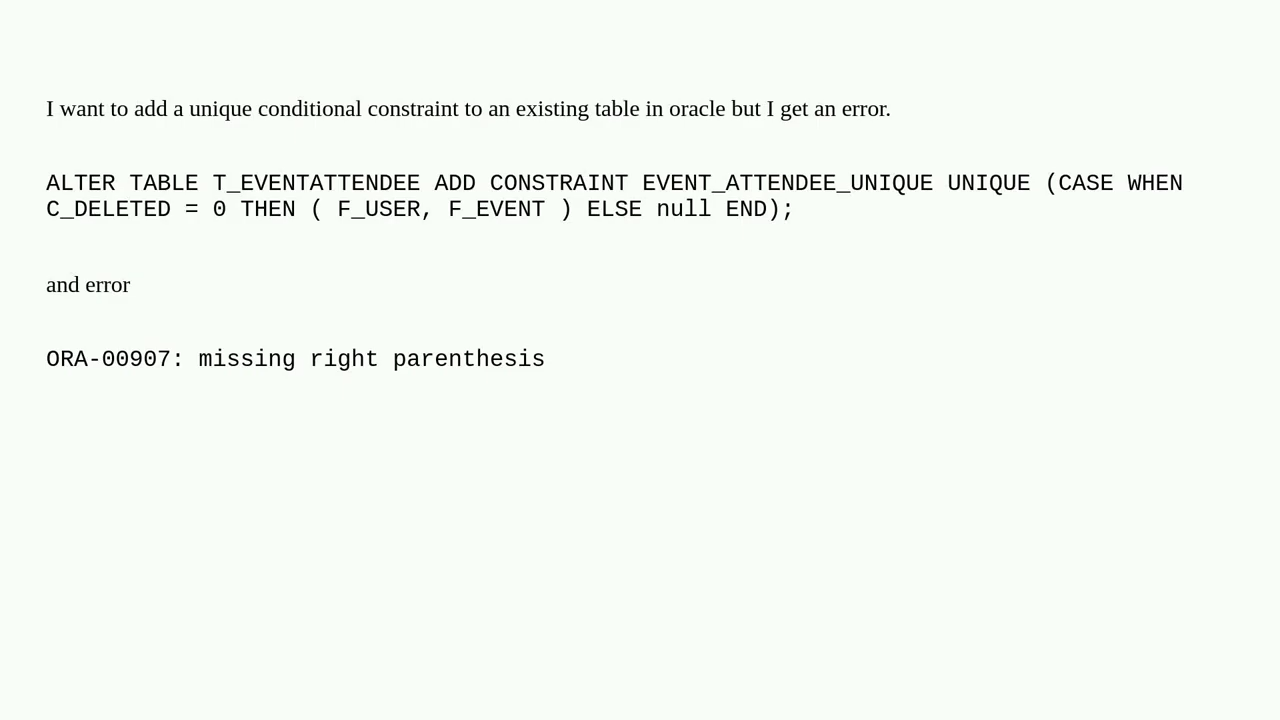 I want to add a unique conditional constraint to an existing table in oracle but I get an error.
ALTER TABLE T_EVENTATTENDEE ADD CONSTRAINT EVENT_ATTENDEE_UNIQUE UNIQUE (CASE WHEN
C_DELETED = 0 THEN ( F_USER, F_EVENT ) ELSE null END);
and error
ORA-00907: missing right parenthesis